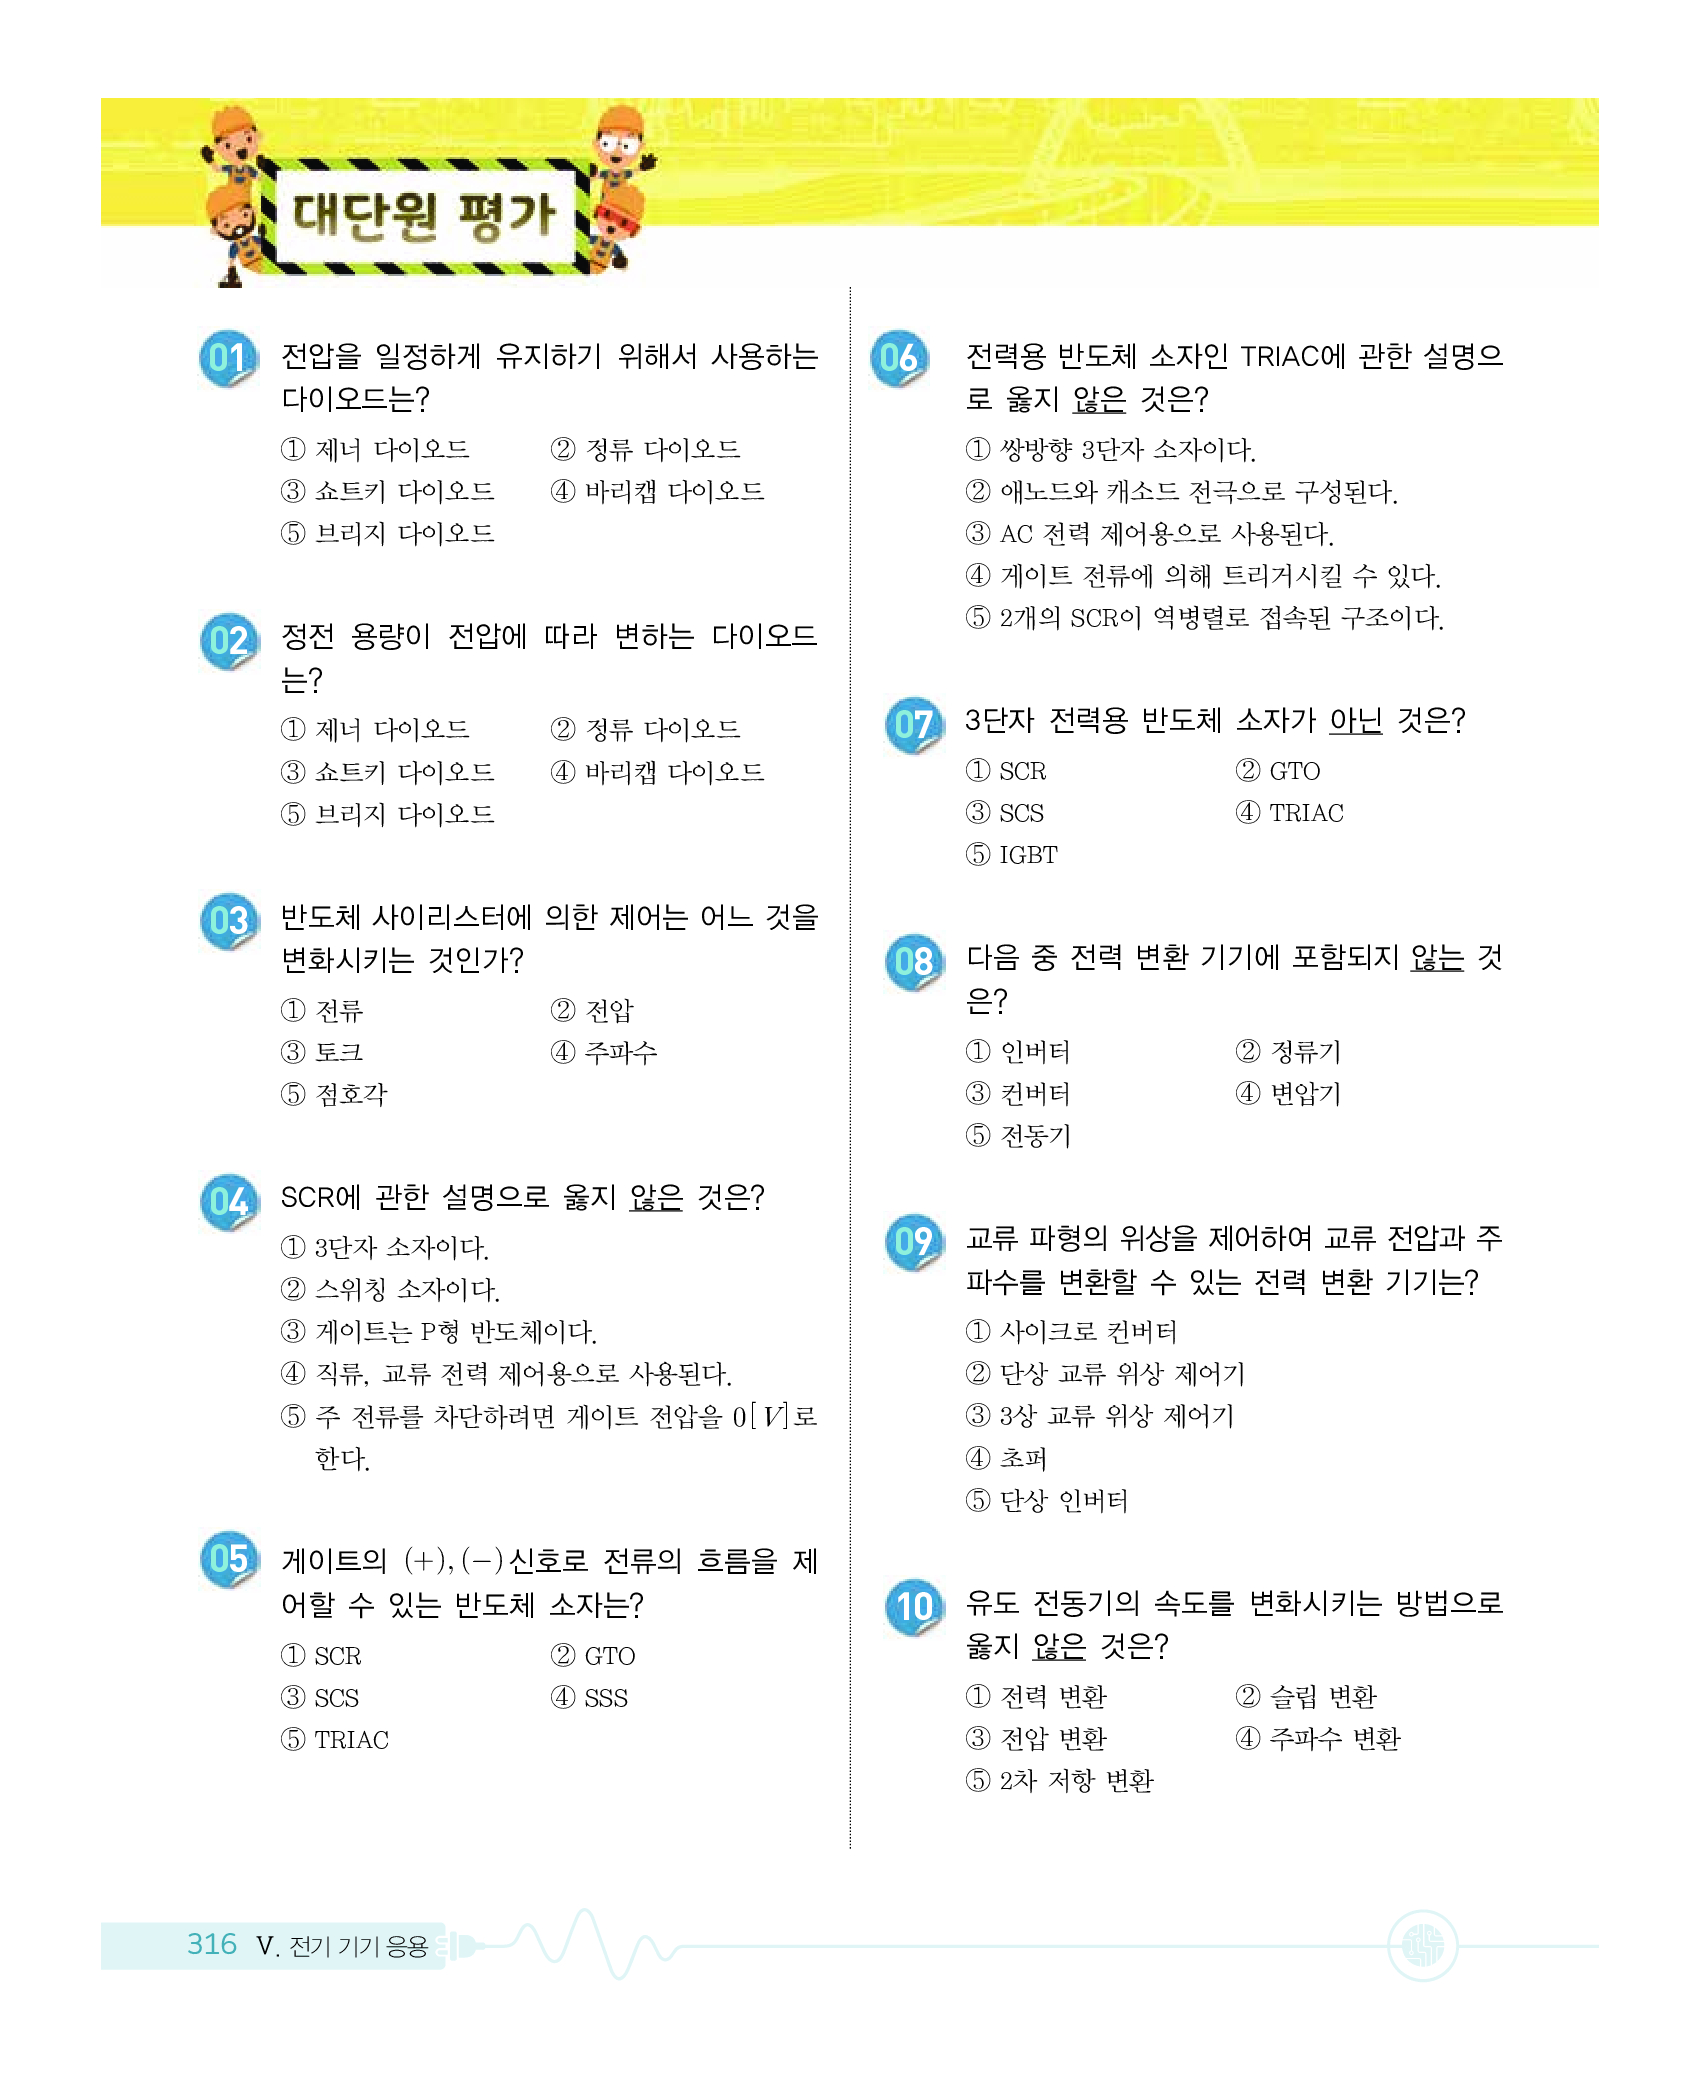 대단원 평가
01 전압을 일정하게 유지하기 위해서 사용하는
다이오드는?
① 제너 다이오드 ② 정류 다이오드
③ 쇼트키 다이오드 ④ 바리캡 다이오드
⑤ 브리지 다이오드
02 정전 용량이 전압에 따라 변하는 다이오드
는?
① 제너 다이오드 ② 정류 다이오드
③ 쇼트키 다이오드 ④ 바리캡 다이오드
⑤ 브리지 다이오드
03 반도체 사이리스터에 의한 제어는 어느 것을
변화시키는 것인가?
① 전류 ② 전압
③ 토크 ④ 주파수
⑤ 점호각
04 SCR에 관한 설명으로 옳지 않은 것은?
① 3단자 소자이다.
② 스위칭 소자이다.
③ 게이트는 P형 반도체이다.
④ 직류, 교류 전력 제어용으로 사용된다.
⑤ 주 전류를 차단하려면 게이트 전압을 0[V]로
한다.
05 게이트의 (+), (−)신호로 전류의 흐름을 제
어할 수 있는 반도체 소자는?
① SCR ② GTO
③ SCS ④ SSS
⑤ TRIAC
06 전력용 반도체 소자인 TRIAC에 관한 설명으
로 옳지 않은 것은?
① 쌍방향 3단자 소자이다.
② 애노드와 캐소드 전극으로 구성된다.
③ AC 전력 제어용으로 사용된다.
④ 게이트 전류에 의해 트리거시킬 수 있다.
⑤ 2개의 SCR이 역병렬로 접속된 구조이다.
07 3단자 전력용 반도체 소자가 아닌 것은?
① SCR ② GTO
③ SCS ④ TRIAC
⑤ IGBT
08 다음 중 전력 변환 기기에 포함되지 않는 것
은?
① 인버터 ② 정류기
③ 컨버터 ④ 변압기
⑤ 전동기
09 교류 파형의 위상을 제어하여 교류 전압과 주
파수를 변환할 수 있는 전력 변환 기기는?
① 사이크로 컨버터
② 단상 교류 위상 제어기
③ 3상 교류 위상 제어기
④ 초퍼
⑤ 단상 인버터
10 유도 전동기의 속도를 변화시키는 방법으로
옳지 않은 것은?
① 전력 변환 ② 슬립 변환
③ 전압 변환 ④ 주파수 변환
⑤ 2차 저항 변환
316 Ⅴ. 전기 기기 응용